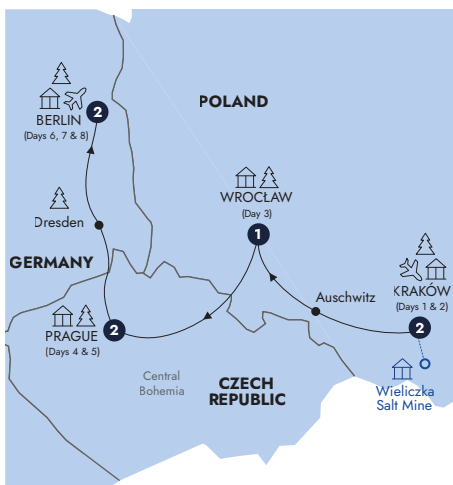 POLAND
2
BERLIN
(Days 6, 7 & 8)
WROCŁAW
(Day 3)
1
Dresden
GERMANY
KRAKÓW
(Days 1 & 2)
2
Auschwitz
PRAGUE
(Days 4 & 5)
2
Central
Bohemia
CZECH
REPUBLIC
Wieliczka
Salt Mine